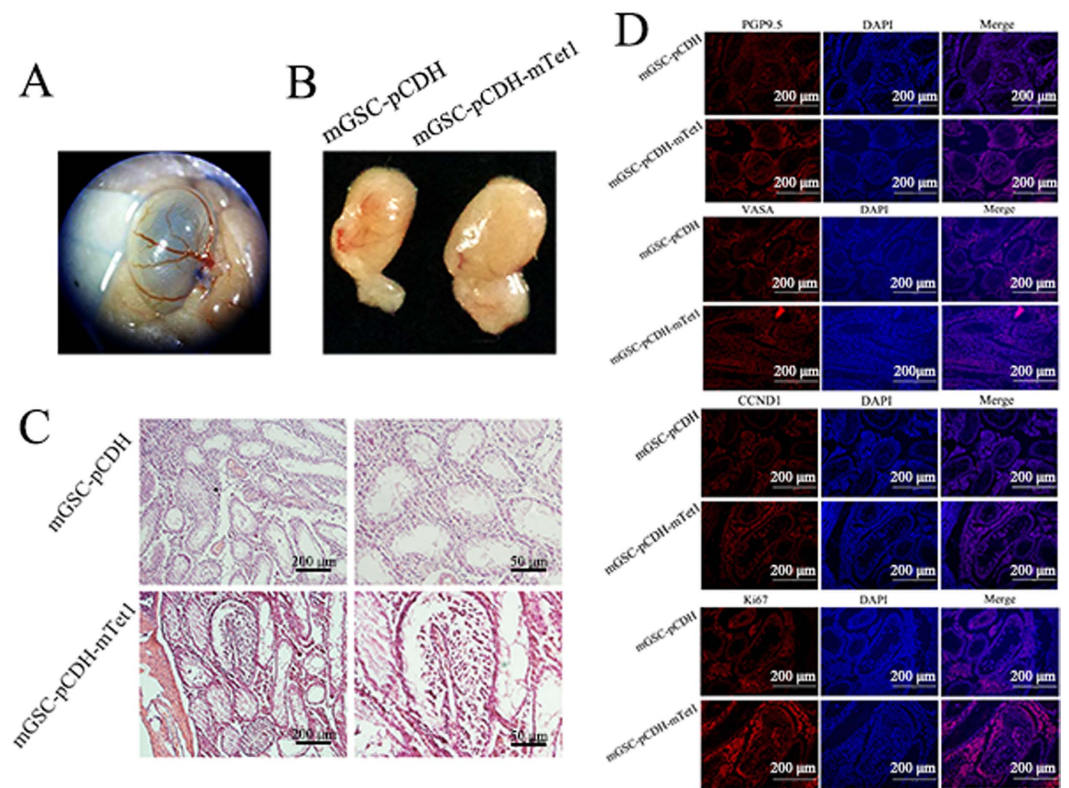 A
B
mGSC-pCDH
mGSC-pCDH-mTet1
C
mGSC-pCDH
200 μm
50 μm
mGSC-pCDH-mTet1
200 μm
50 μm
D
PGP9.5 DAPI Merge
mGSC-pCDH
200 μm 200 μm 200 μm
mGSC-pCDH-mTet1
200 μm 200 μm 200 μm
VASA DAPI Merge
mGSC-pCDH
200 μm 200 μm 200 μm
mGSC-pCDH-mTet1
200 μm 200μm 200 μm
CCND1 DAPI Merge
mGSC-pCDH
200 μm 200 μm 200 μm
mGSC-pCDH-mTet1
200 μm 200 μm 200 μm
Ki67 DAPI Merge
mGSC-pCDH
200 μm 200 μm 200 μm
mGSC-pCDH-mTet1
200 μm 200 μm 200 μm